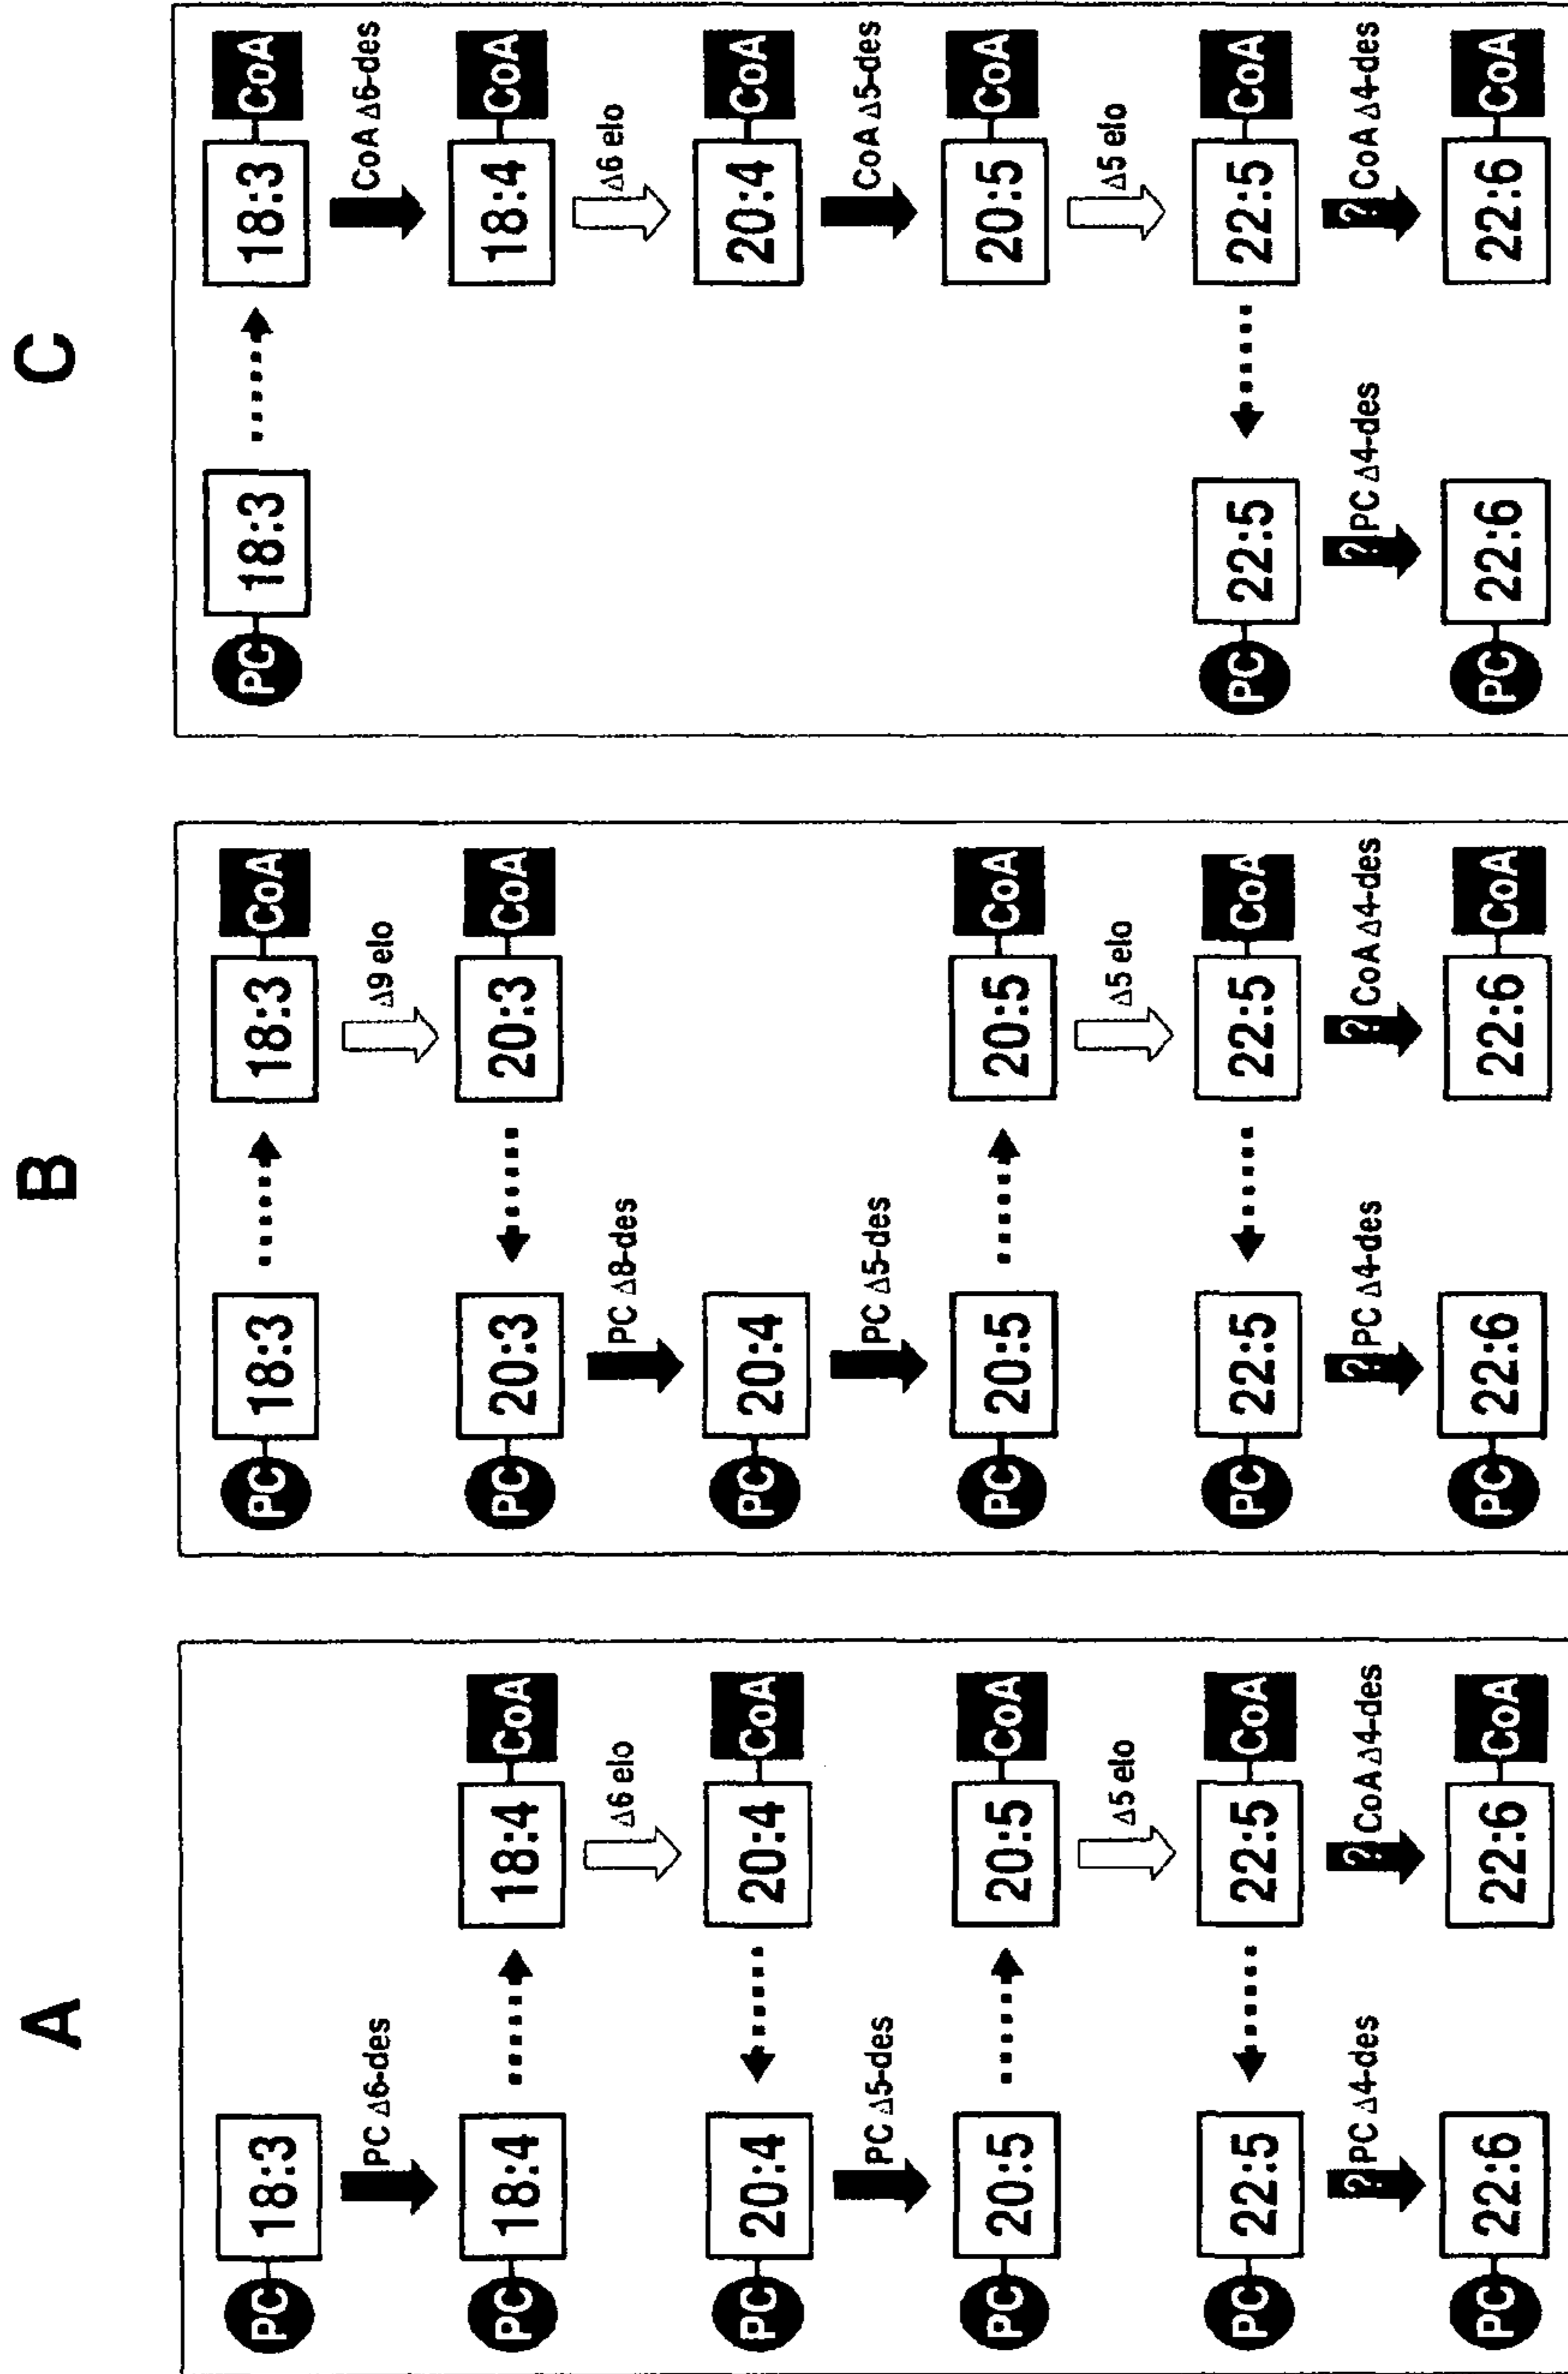 A
PC 18:3
PC Δ6-des
PC 18:4 18:4 CoA
Δ6 elo
PC 20:4 20:4 CoA
PC Δ5-des
PC 20:5 20:5 CoA
Δ5 elo
PC 22:5 22:5 CoA
? PC Δ4-des ? CoA Δ4-des
PC 22:6 22:6 CoA
B
PC 18:3 18:3 CoA
Δ9 elo
PC 20:3 20:3 CoA
PC Δ8-des
PC 20:4
PC Δ5-des
PC 20:5 20:5 CoA
Δ5 elo
PC 22:5 22:5 CoA
? PC Δ4-des ? CoA Δ4-des
PC 22:6 22:6 CoA
C
PC 18:3 18:3 CoA
CoA Δ6-des
18:4 CoA
Δ6 elo
20:4 CoA
CoA Δ5-des
20:5 CoA
Δ5 elo
PC 22:5 22:5 CoA
? PC Δ4-des ? CoA Δ4-des
PC 22:6 22:6 CoA